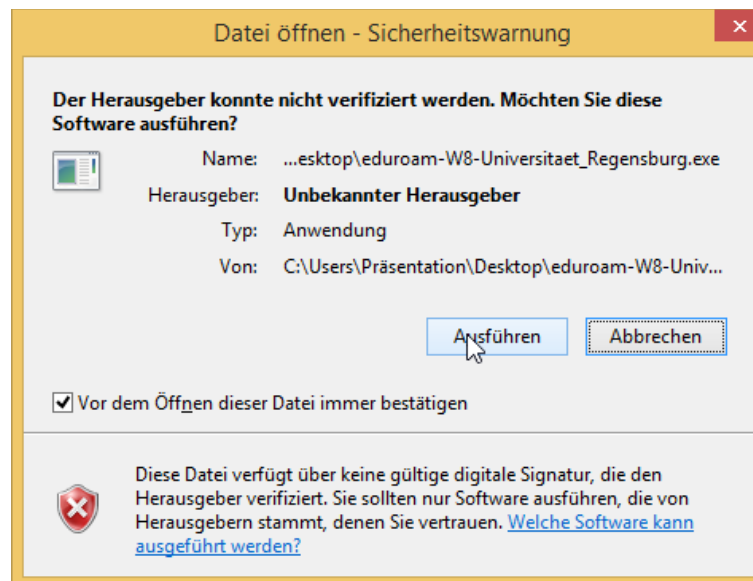 Datei öffnen - Sicherheitswarnung
Der Herausgeber konnte nicht verifiziert werden. Möchten Sie diese
Software ausführen?
Name: ...esktop\eduroam-W8-Universitaet_Regensburg.exe
Herausgeber: Unbekannter Herausgeber
Typ: Anwendung
Von: C:\Users\Präsentation\Desktop\eduroam-W8-Univ...
Ausführen Abbrechen
Vor dem Öffnen dieser Datei immer bestätigen
Diese Datei verfügt über keine gültige digitale Signatur, die den
Herausgeber verifiziert. Sie sollten nur Software ausführen, die von
Herausgebern stammt, denen Sie vertrauen. Welche Software kann
ausgeführt werden?